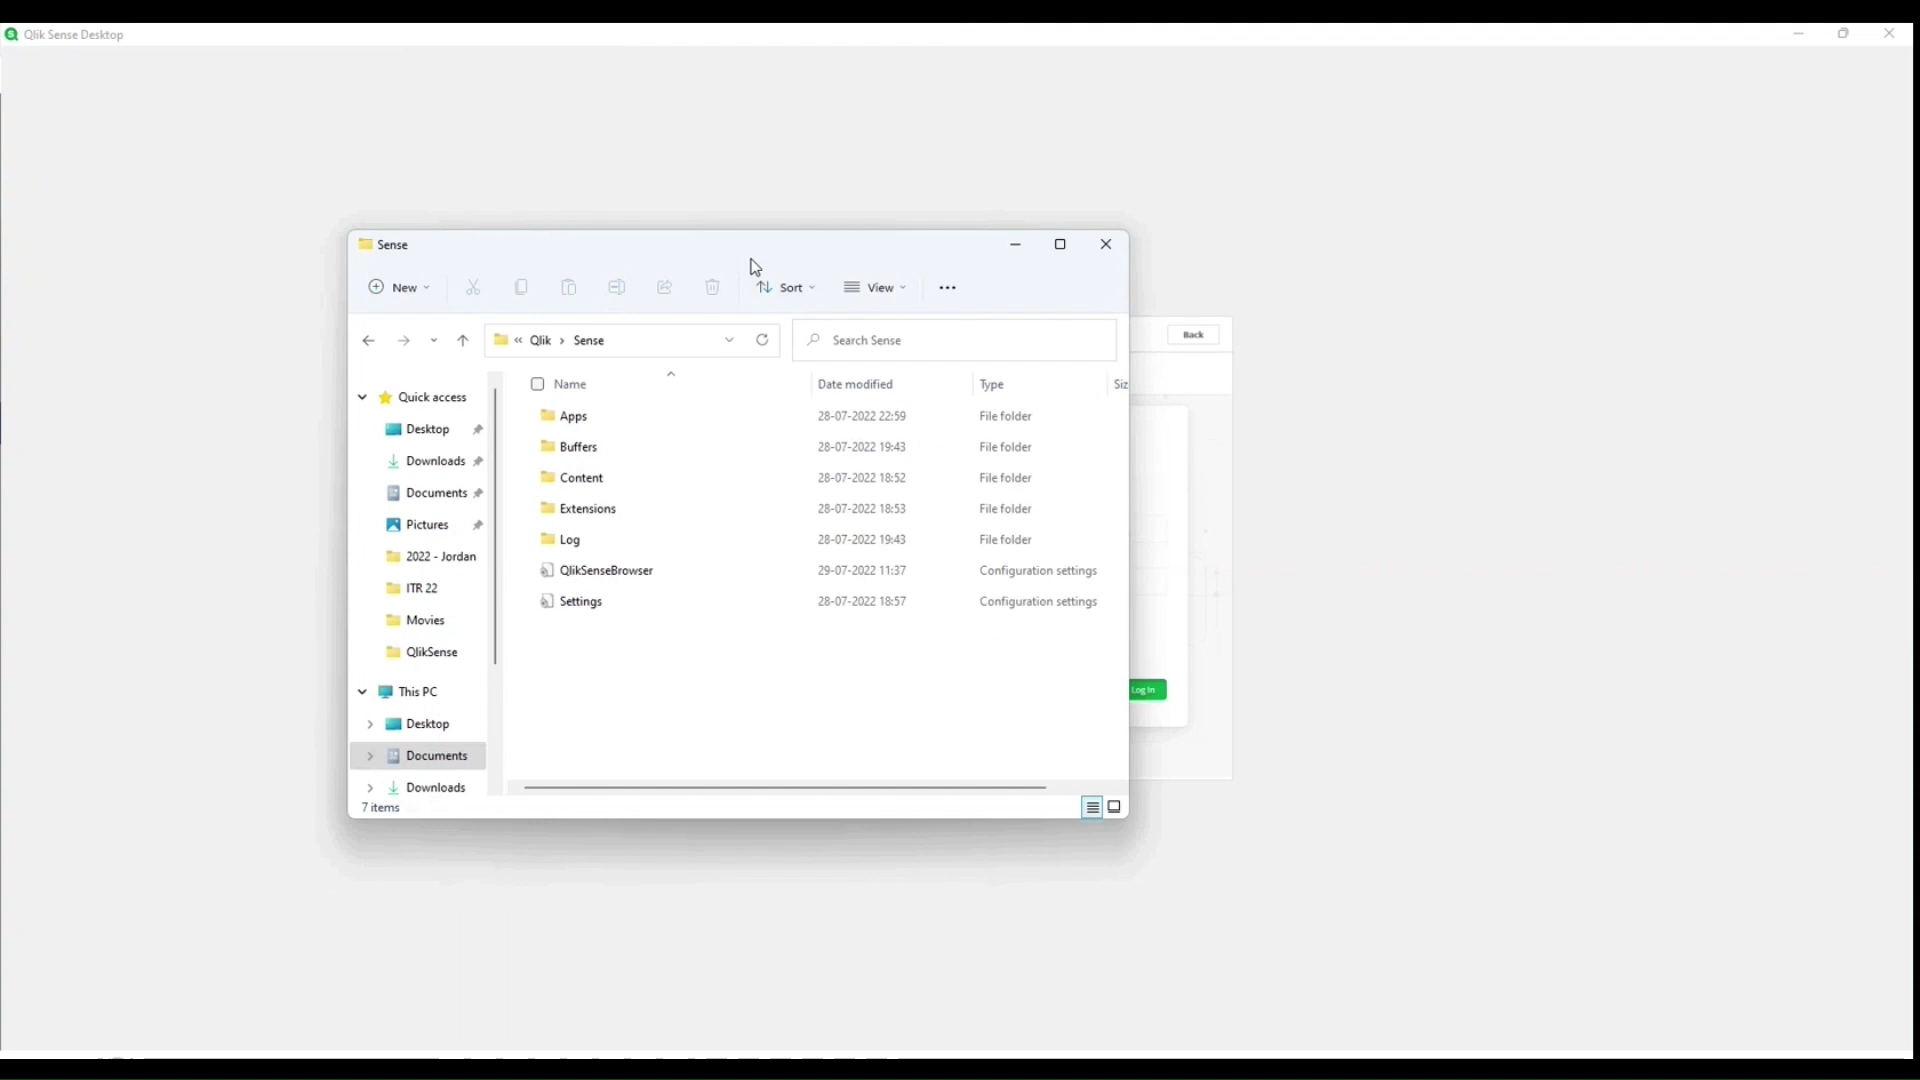 Qlik Sense Desktop
Sense
New
Sort
View
« Qlik › Sense
Search Sense
Back
Name Date modified Type Siz
Quick access
Desktop
Downloads
Documents
Pictures
2022 - Jordan
ITR 22
Movies
QlikSense
This PC
Desktop
Documents
Downloads
Apps 28-07-2022 22:59 File folder
Buffers 28-07-2022 19:43 File folder
Content 28-07-2022 18:52 File folder
Extensions 28-07-2022 18:53 File folder
Log 28-07-2022 19:43 File folder
QlikSenseBrowser 29-07-2022 11:37 Configuration settings
Settings 28-07-2022 18:57 Configuration settings
Log In
7 items